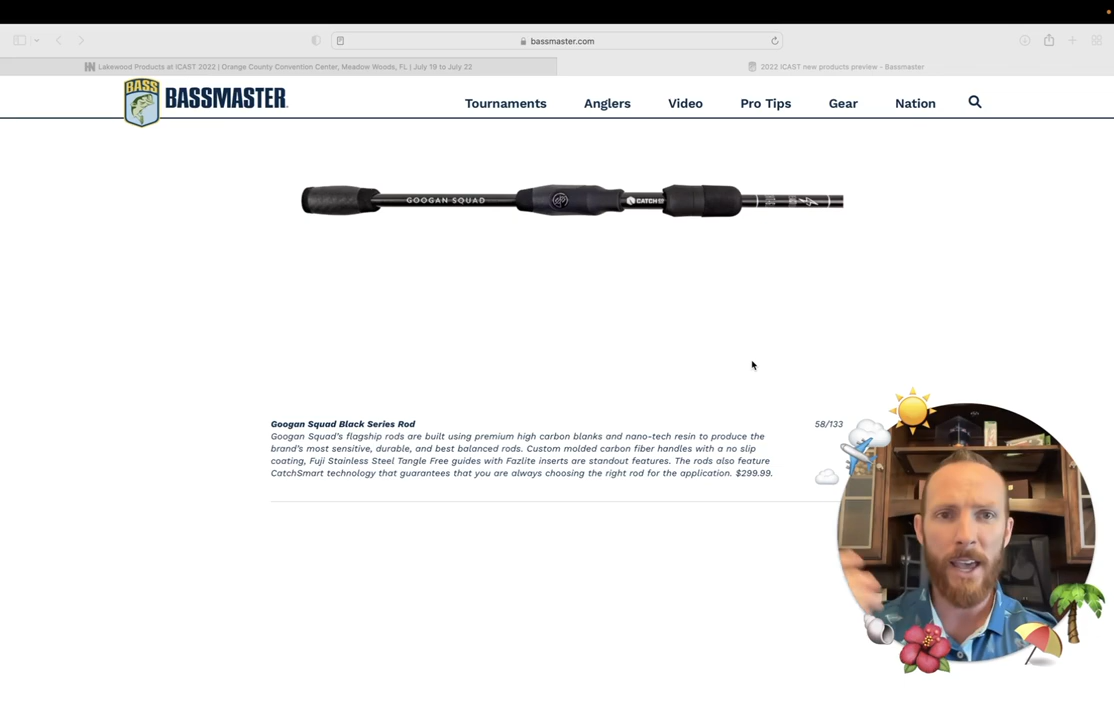 bassmaster.com
Lakewood Products at ICAST 2022 | Orange County Convention Center, Meadow Woods, FL | July 19 to July 22
2022 ICAST new products preview - Bassmaster
BASS
BASSMASTER
Tournaments
Anglers
Video
Pro Tips
Gear
Nation
GOOGAN SQUAD
CATCH
Googan Squad Black Series Rod
58/133
Googan Squad's flagship rods are built using premium high carbon blanks and nano-tech resin to produce the
brand's most sensitive, durable, and best balanced rods. Custom molded carbon fiber handles with a no slip
coating, Fuji Stainless Steel Tangle Free guides with Fazlite inserts are standout features. The rods also feature
CatchSmart technology that guarantees that you are always choosing the right rod for the application. $299.99.